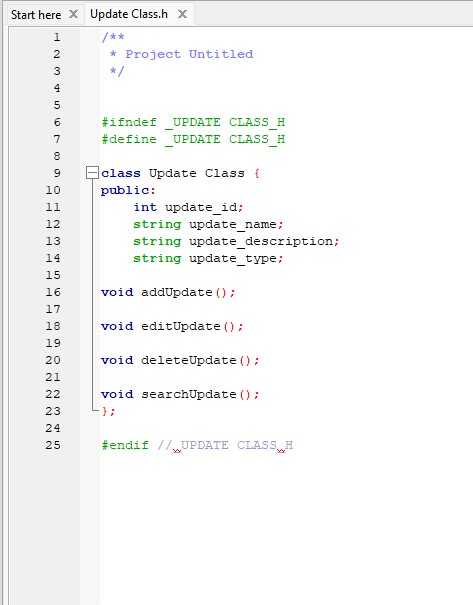 Start here X Update Class.h X
1 /**
2  * Project Untitled
3  */
4
5
6 #ifndef _UPDATE CLASS_H
7 #define _UPDATE CLASS_H
8
9 class Update Class {
10 public:
11     int update_id;
12     string update_name;
13     string update_description;
14     string update_type;
15
16 void addUpdate();
17
18 void editUpdate();
19
20 void deleteUpdate();
21
22 void searchUpdate();
23 };
24
25 #endif //_UPDATE CLASS_H